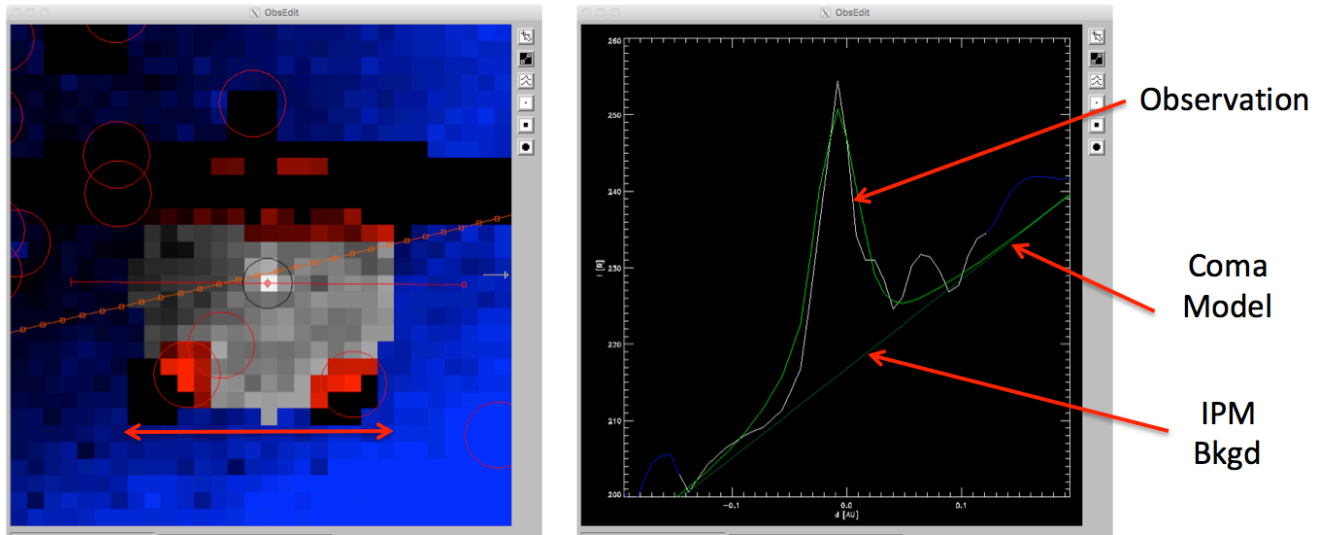 ObsEdit
ObsEdit
260
250
240
230
220
210
200
I [R]
−0.1
0.0
0.1
P [AU]
Observation
Coma
Model
IPM
Bkgd